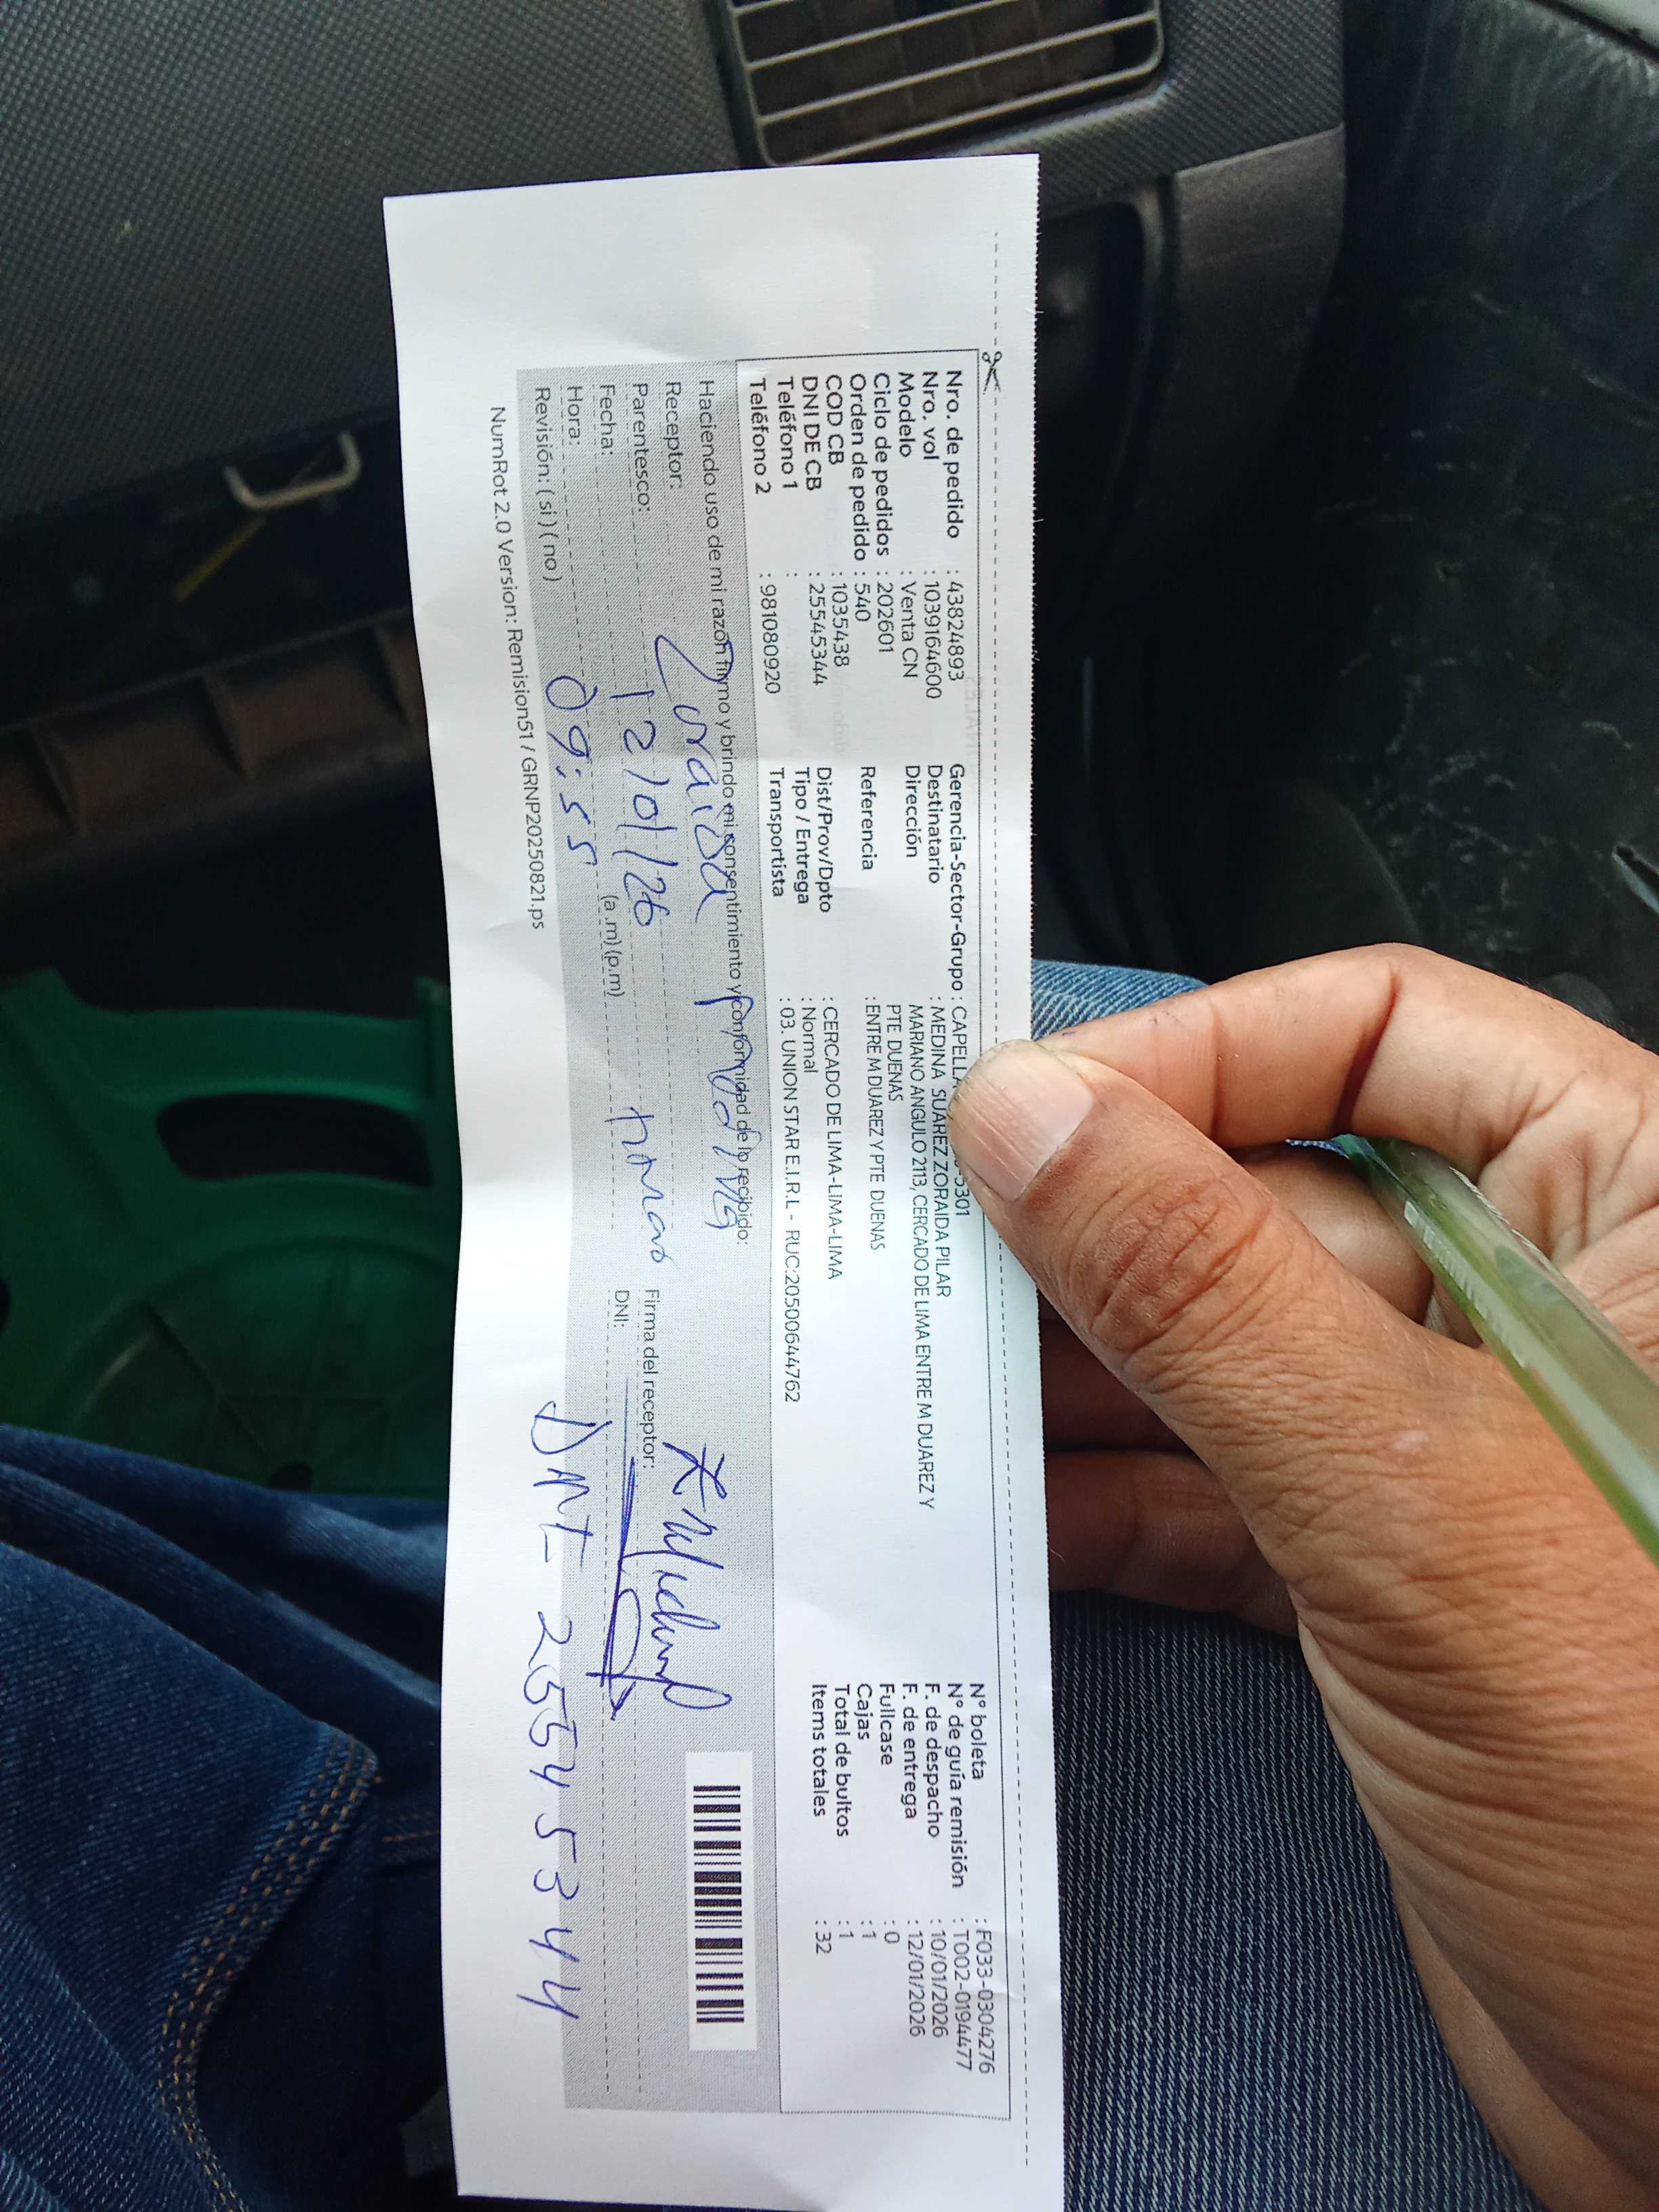 Nro. de pedido : 43824893
Nro. vol : 1039164600
Modelo : Venta CN
Ciclo de pedidos : 202601
Orden de pedido : 540
COD CB : 1035438
DNI DE CB : 25545344
Teléfono 1 :
Teléfono 2 : 981080920
Gerencia-Sector-Grupo : CAPELLA 5301
Destinatario : MEDINA SUAREZ ZORAIDA PILAR
Dirección MARIANO ANGULO 2113, CERCADO DE LIMA ENTRE M DUAREZ Y
PTE DUENAS
Referencia : ENTRE M DUAREZ Y PTE DUENAS
Dist/Prov/Dpto : CERCADO DE LIMA-LIMA-LIMA
Tipo / Entrega : Normal
Transportista : 03. UNION STAR E.I.R.L - RUC:20500644762
N° boleta : F033-0304276
N° de guía remisión : T002-0194477
F. de despacho : 10/01/2026
F. de entrega : 12/01/2026
Fullcase : 0
Cajas : 1
Total de bultos : 1
Items totales : 32
Haciendo uso de mi razón firmo y brindo mi consentimiento y conformidad de lo recibido:
Receptor:
Parentesco:
Fecha: 12/01/26
Hora: 09:55 (a.m)(p.m)
Revisión: ( si ) ( no )
Firma del receptor:
DNI:
DNI- 25545344
NumRot 2.0 Version: Remision51 / GRNP20250821.ps